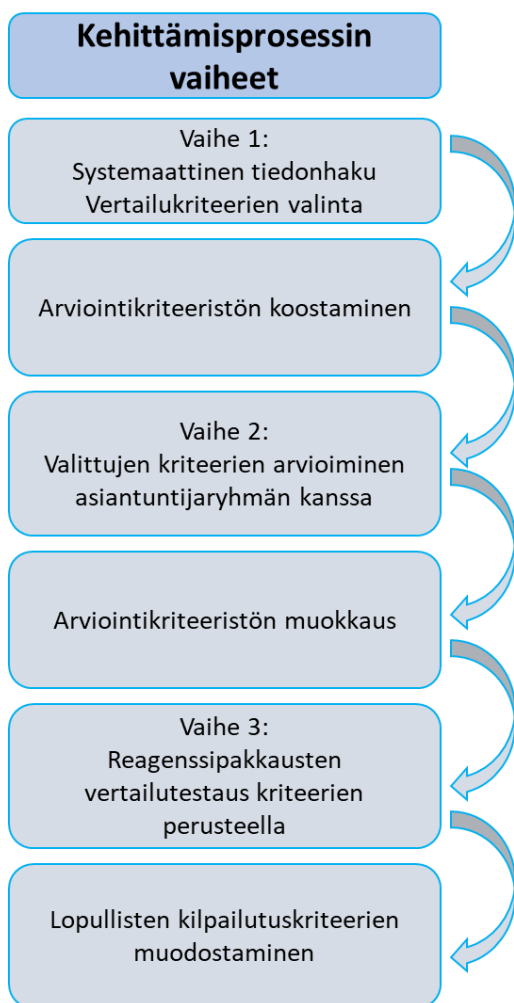 Kehittämisprosessin
vaiheet
Vaihe 1:
Systemaattinen tiedonhaku
Vertailukriteerien valinta
Arviointikriteeristön koostaminen
Vaihe 2:
Valittujen kriteerien arvioiminen
asiantuntijaryhmän kanssa
Arviointikriteeristön muokkaus
Vaihe 3:
Reagenssipakkausten
vertailutestaus kriteerien
perusteella
Lopullisten kilpailutuskriteerien
muodostaminen